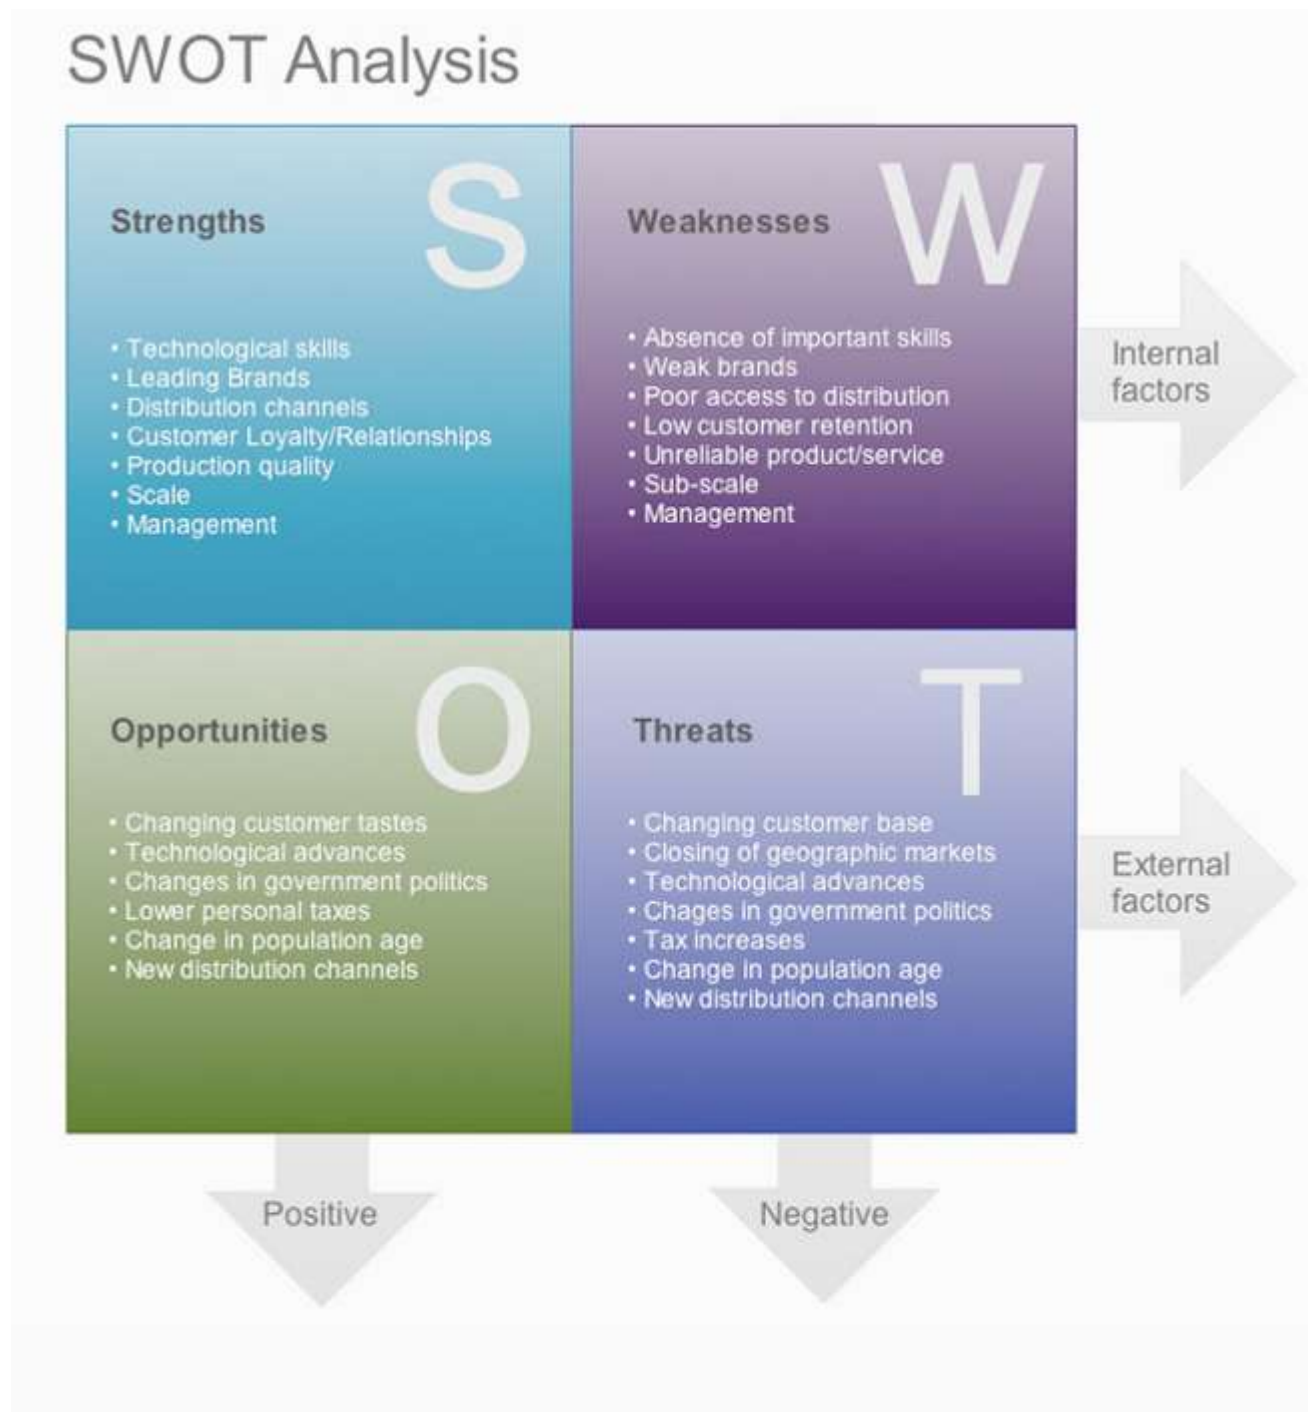 SWOT Analysis
S
Strengths
• Technological skills
• Leading Brands
• Distribution channels
• Customer Loyalty/Relationships
• Production quality
• Scale
• Management
W
Weaknesses
• Absence of important skills
• Weak brands
• Poor access to distribution
• Low customer retention
• Unreliable product/service
• Sub-scale
• Management
Internal
factors
O
Opportunities
• Changing customer tastes
• Technological advances
• Changes in government politics
• Lower personal taxes
• Change in population age
• New distribution channels
T
Threats
• Changing customer base
• Closing of geographic markets
• Technological advances
• Chages in government politics
• Tax increases
• Change in population age
• New distribution channels
External
factors
Positive
Negative